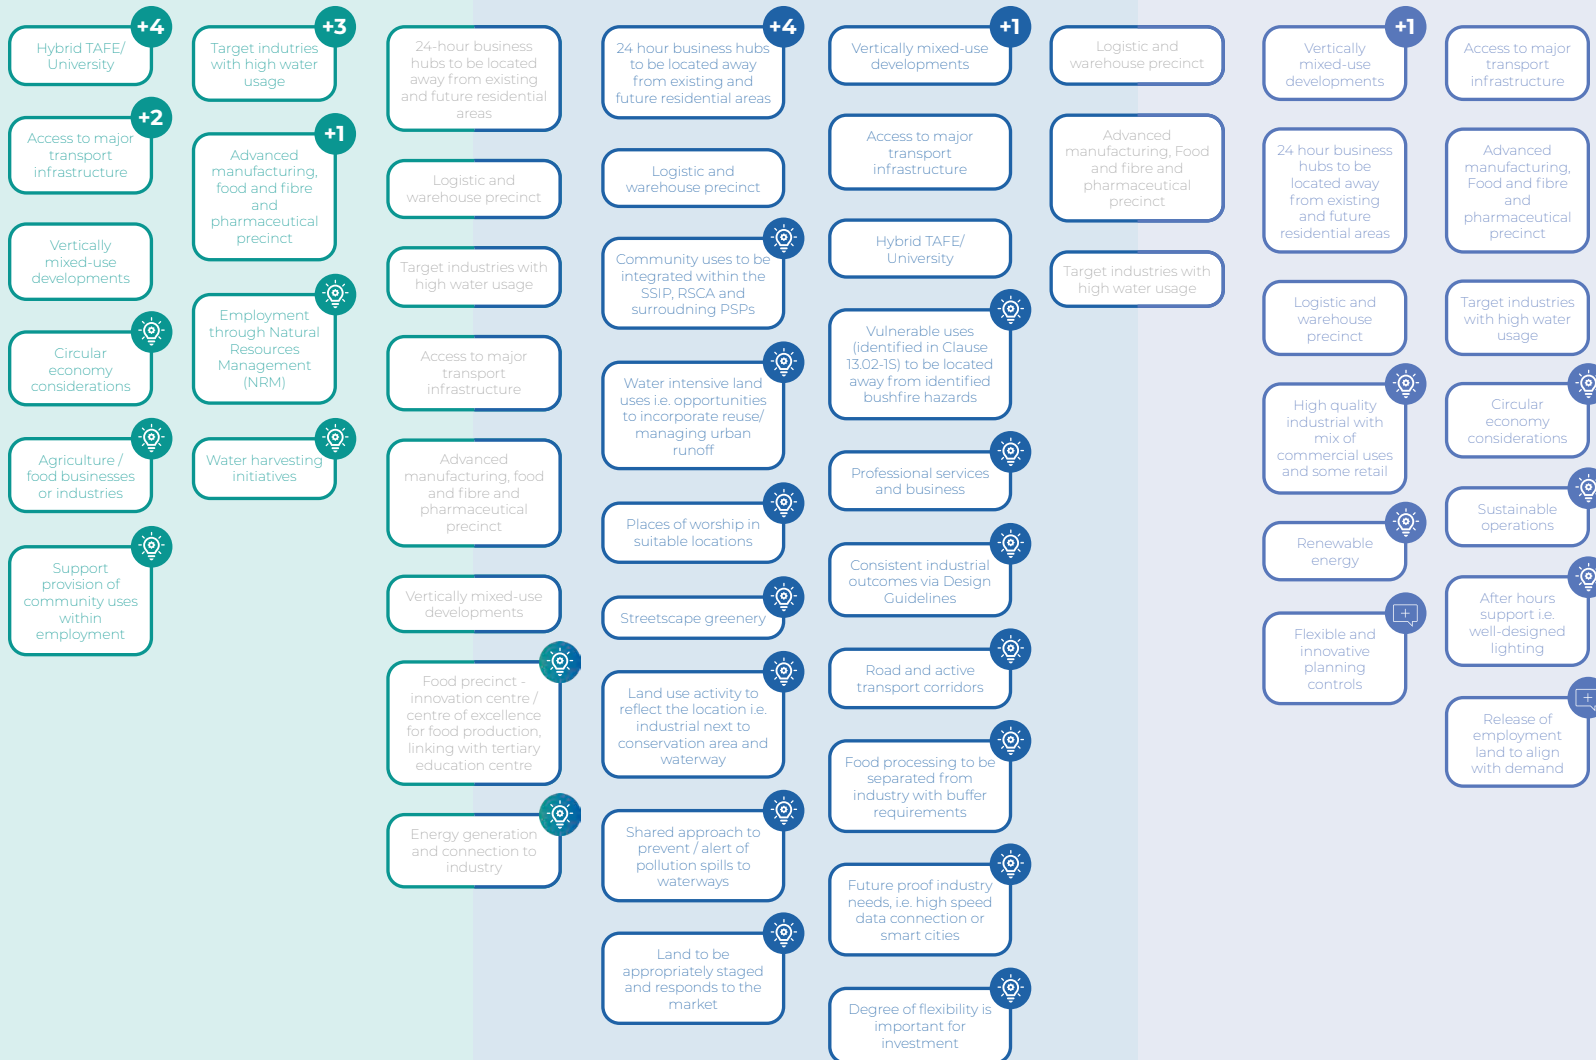 +4
Hybrid TAFE/
University
+2
Access to major
transport
infrastructure
Vertically
mixed-use
developments
Circular
economy
considerations
Agriculture /
food businesses
or industries
Support
provision of
community uses
within
employment
+3
Target indutries
with high water
usage
+1
Advanced
manufacturing,
food and fibre
and
pharmaceutical
precinct
Employment
through Natural
Resources
Management
(NRM)
Water harvesting
initiatives
24-hour business
hubs to be located
away from existing
and future residential
areas
Logistic and
warehouse precinct
Target industries with
high water usage
Access to major
transport
infrastructure
Advanced
manufacturing, food
and fibre and
pharmaceutical
precinct
Vertically mixed-use
developments
Food precinct -
innovation centre /
centre of excellence
for food production,
linking with tertiary
education centre
Energy generation
and connection to
industry
+4
24 hour business hubs
to be located away
from existing and
future residential areas
Logistic and
warehouse precinct
Community uses to be
integrated within the
SSIP, RSCA and
surroudning PSPs
Water intensive land
uses i.e. opportunities
to incorporate reuse/
managing urban
runoff
Places of worship in
suitable locations
Streetscape greenery
Land use activity to
reflect the location i.e.
industrial next to
conservation area and
waterway
Shared approach to
prevent / alert of
pollution spills to
waterways
Land to be
appropriately staged
and responds to the
market
+1
Vertically mixed-use
developments
Access to major
transport
infrastructure
Hybrid TAFE/
University
Vulnerable uses
(identified in Clause
13.02-1S) to be located
away from identified
bushfire hazards
Professional services
and business
Consistent industrial
outcomes via Design
Guidelines
Road and active
transport corridors
Food processing to be
separated from
industry with buffer
requirements
Future proof industry
needs, i.e. high speed
data connection or
smart cities
Degree of flexibility is
important for
investment
Logistic and
warehouse precinct
Advanced
manufacturing, Food
and fibre and
pharmaceutical
precinct
Target industries with
high water usage
+1
Vertically
mixed-use
developments
24 hour business
hubs to be
located away
from existing
and future
residential areas
Logistic and
warehouse
precinct
High quality
industrial with
mix of
commercial uses
and some retail
Renewable
energy
Flexible and
innovative
planning
controls
Access to major
transport
infrastructure
Advanced
manufacturing,
Food and fibre
and
pharmaceutical
precinct
Target industries
with high water
usage
Circular
economy
considerations
Sustainable
operations
After hours
support i.e.
well-designed
lighting
Release of
employment
land to align
with demand